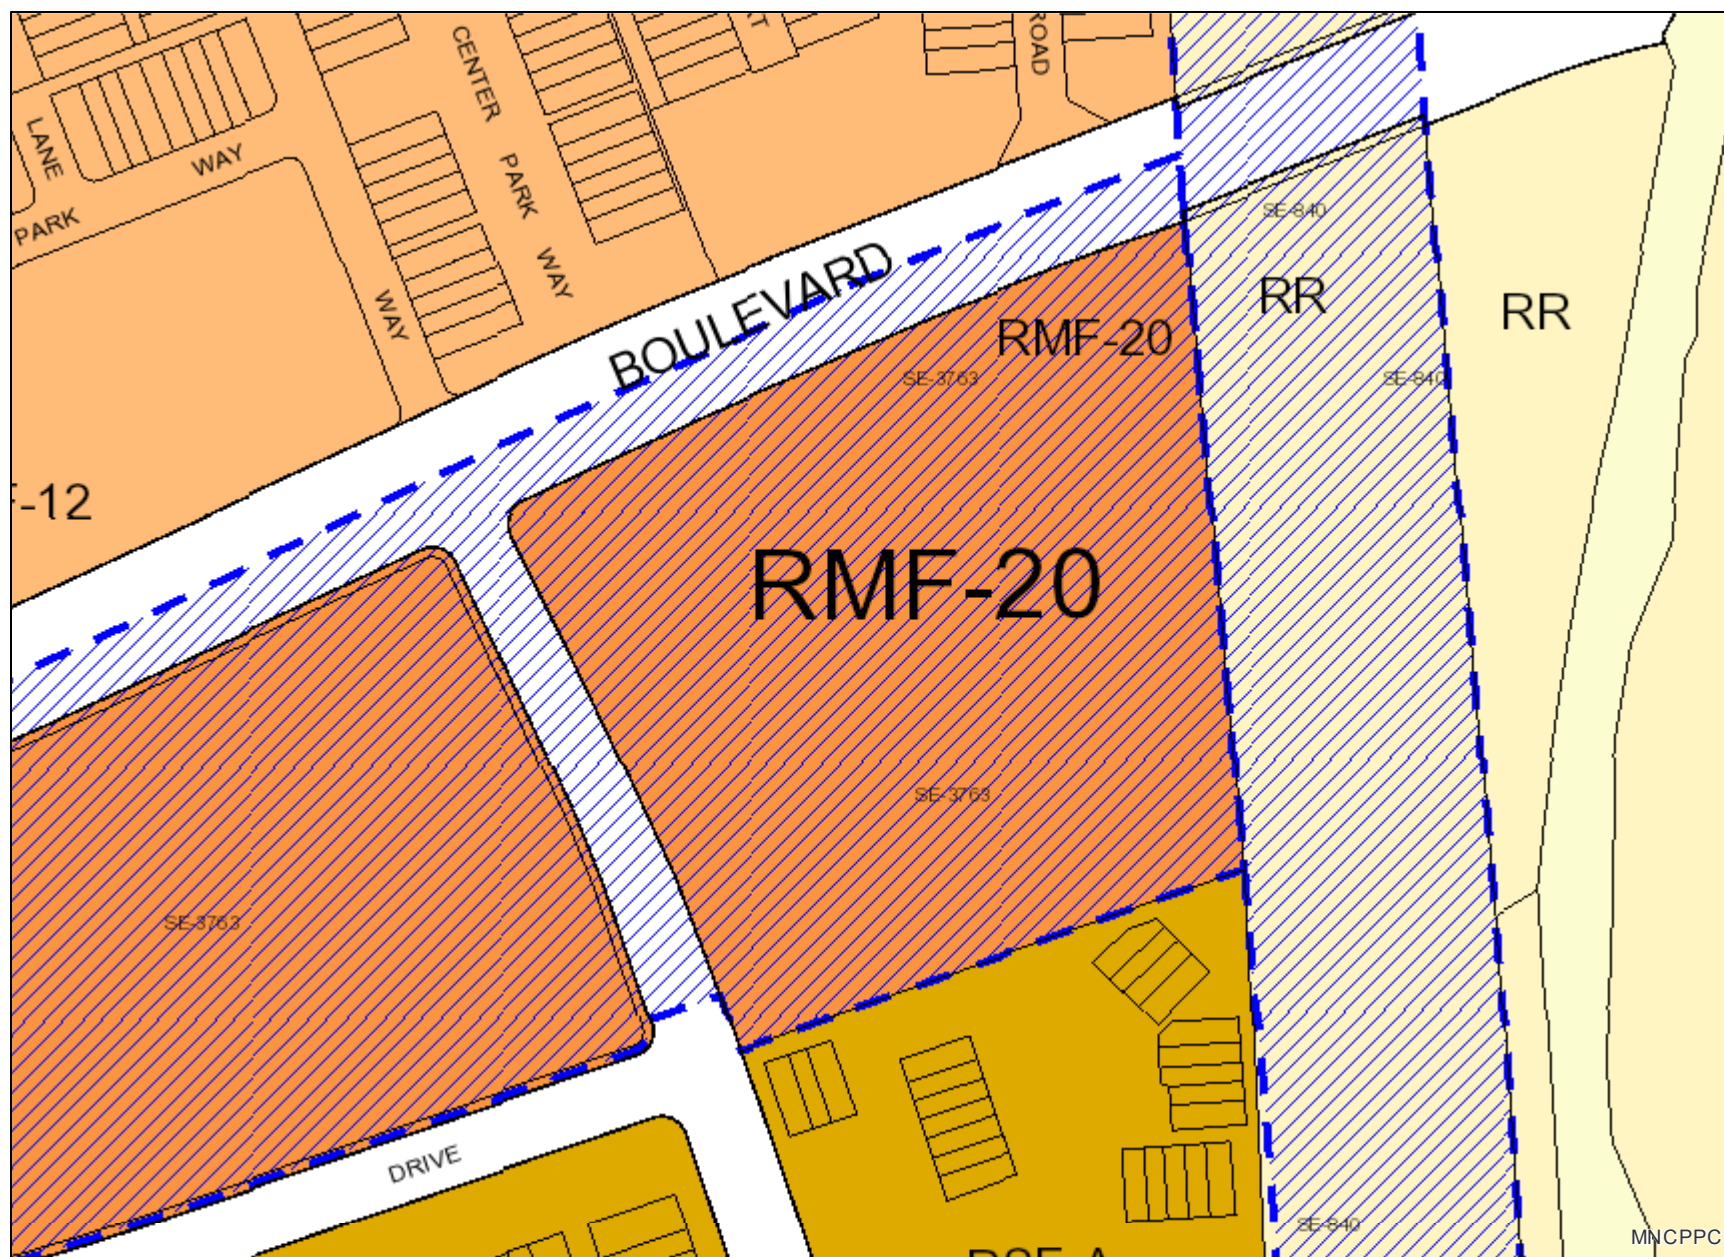 ROAD
CENTER
LANE
WAY
PARK
PARK
WAY
WAY
BOULEVARD
SE-840
RR
RR
RMF-20
SE-3763
SE-840
-12
RMF-20
SE-3763
SE-3763
DRIVE
SE-840
MNCPPC